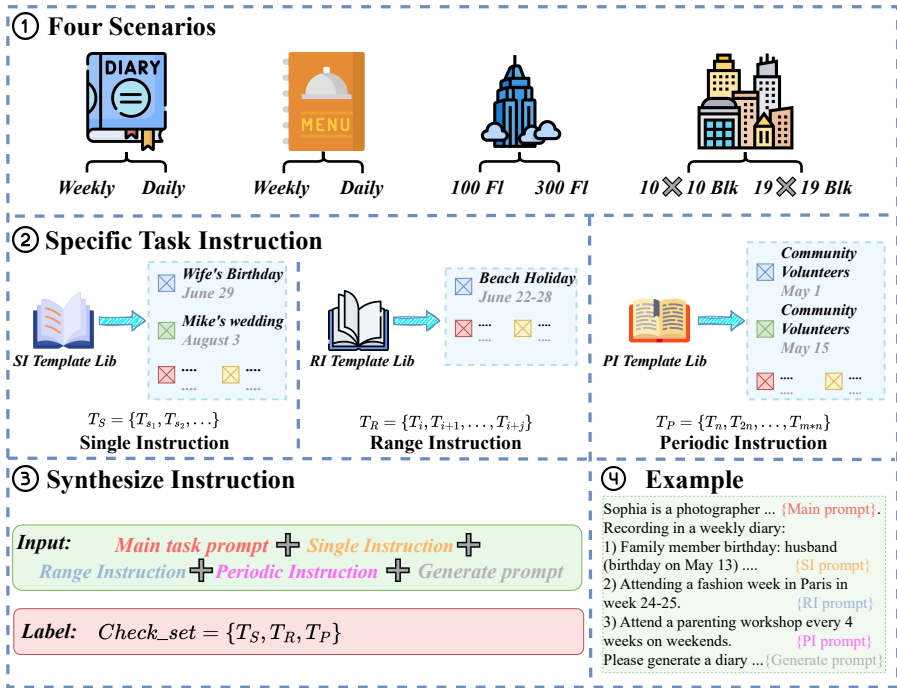 ① Four Scenarios
DIARY
MENU
Weekly Daily
Weekly Daily
100 Fl 300 Fl
10 × 10 Blk 19 × 19 Blk
② Specific Task Instruction
SI Template Lib
Wife's Birthday
June 29
Mike's wedding
August 3
.... ....
.... ....
T_S = {T_{s_1}, T_{s_2}, ...}
Single Instruction
RI Template Lib
Beach Holiday
June 22-28
.... ....
.... ....
T_R = {T_i, T_{i+1}, ..., T_{i+j}}
Range Instruction
PI Template Lib
Community
Volunteers
May 1
Community
Volunteers
May 15
.... ....
.... ....
T_P = {T_n, T_{2n}, ..., T_{m*n}}
Periodic Instruction
③ Synthesize Instruction
Input: Main task prompt + Single Instruction +
Range Instruction + Periodic Instruction + Generate prompt
Label: Check_set = {T_S, T_R, T_P}
④ Example
Sophia is a photographer ... {Main prompt}.
Recording in a weekly diary:
1) Family member birthday: husband
(birthday on May 13) .... {SI prompt}
2) Attending a fashion week in Paris in
week 24-25. {RI prompt}
3) Attend a parenting workshop every 4
weeks on weekends. {PI prompt}
Please generate a diary ...{Generate prompt}